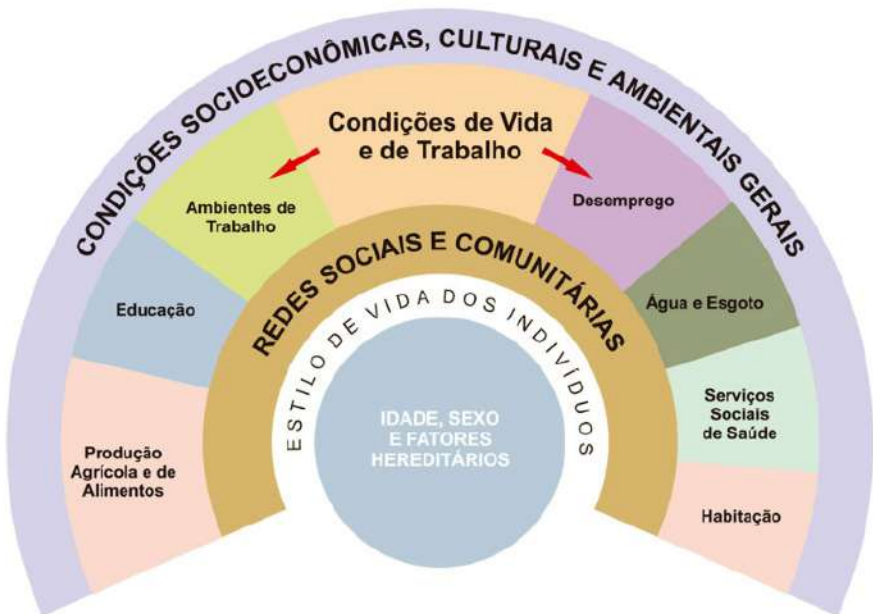 CONDIÇÕES SOCIOECONÔMICAS, CULTURAIS E AMBIENTAIS GERAIS
Condições de Vida
e de Trabalho
Ambientes de
Trabalho
Desemprego
Educação
Água e Esgoto
Produção
Agrícola e de
Alimentos
Serviços
Sociais
de Saúde
Habitação
REDES SOCIAIS E COMUNITÁRIAS
ESTILO DE VIDA DOS INDIVÍDUOS
IDADE, SEXO
E FATORES
HEREDITÁRIOS